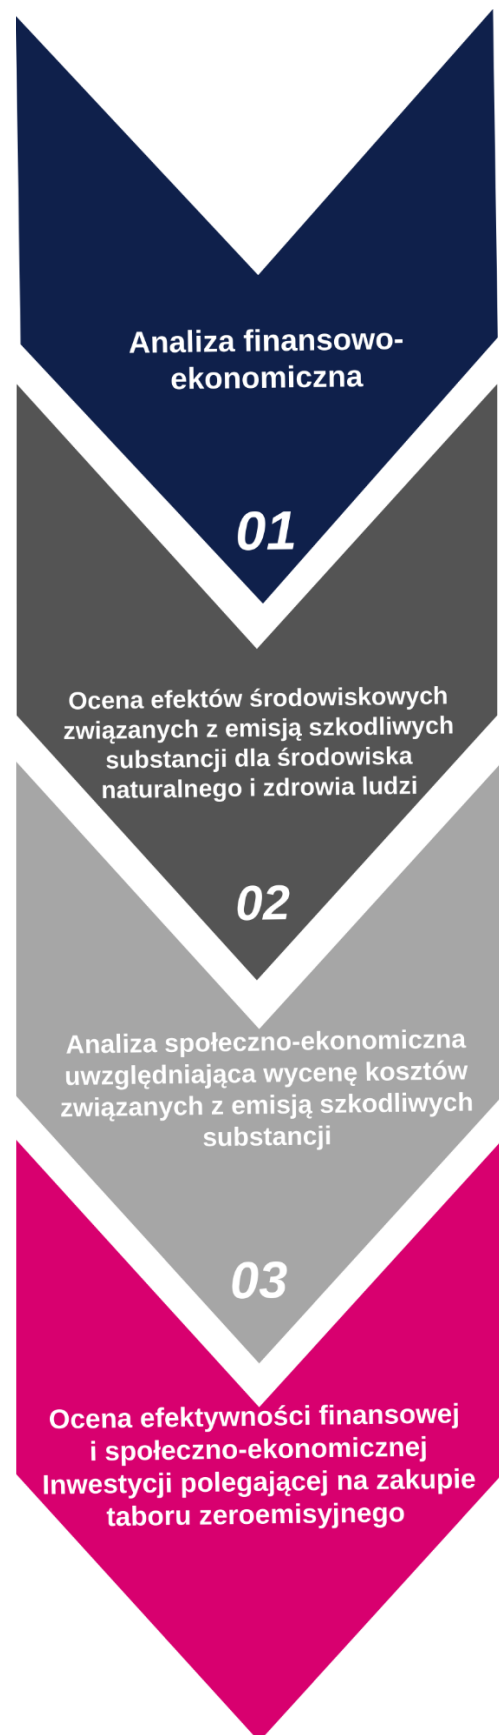 Analiza finansowo-
ekonomiczna
01
Ocena efektów środowiskowych
związanych z emisją szkodliwych
substancji dla środowiska
naturalnego i zdrowia ludzi
02
Analiza społeczno-ekonomiczna
uwzględniająca wycenę kosztów
związanych z emisją szkodliwych
substancji
03
Ocena efektywności finansowej
i społeczno-ekonomicznej
Inwestycji polegającej na zakupie
taboru zeroemisyjnego